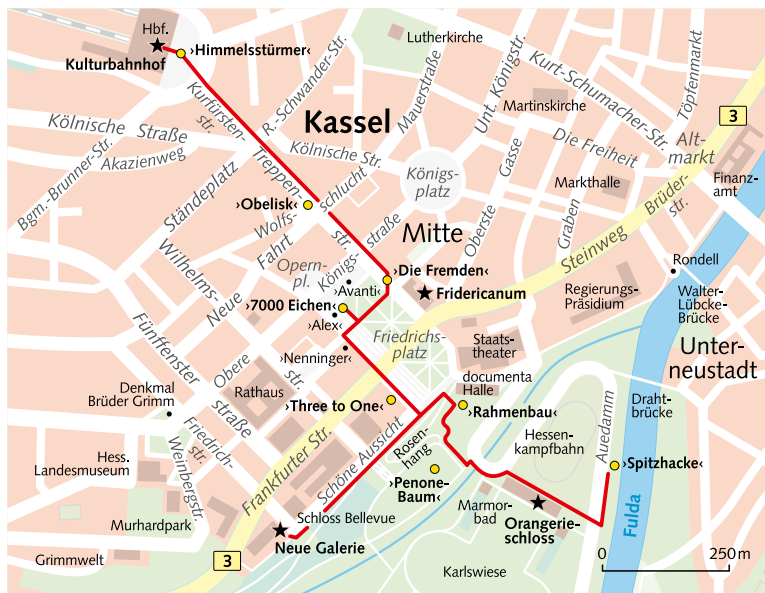 Hbf.
Kulturbahnhof
›Himmelsstürmer‹
Lutherkirche
R.-Schwander-Str.
Mauerstraße
Unt. Königstr.
Kurt-Schumacher-Str.
Töpfenmarkt
Kurfürsten-
str.
Kassel
Martinskirche
3
Kölnische Straße
Akazienweg
Bgm.-Brunner-Str.
Kölnische Str.
Die Freiheit
Alt-
markt
Finanz-
amt
Ständeplatz
Treppen-
str.
Königs-
platz
Gasse
Oberste
Markthalle
Graben
Brüder-
str.
›Obelisk‹
Wolfs-
schlucht
Mitte
Steinweg
Wilhelms-
Neue
Fahrt
Opern-
pl.
Königs-
straße
›Die Fremden‹
Rondell
›Avanti‹
Fridericanum
Regierungs-
Präsidium
Walter-
Lübcke-
Brücke
›7000 Eichen‹
›Alex‹
Fünffenster
straße
Friedrichs-
platz
Staats-
theater
Unter-
neustadt
›Nenninger‹
Obere
str.
Denkmal
Brüder Grimm
Rathaus
documenta
Halle
›Three to One‹
›Rahmenbau‹
Draht-
brücke
Friedrich-
str.
Frankfurter Str.
Schöne Aussicht
Rosen-
hang
Hessen-
kampfbahn
Auedamm
Hess.
Landesmuseum
Weinbergstr.
›Spitzhacke‹
›Penone-
Baum‹
Marmor-
bad
Orangerie-
schloss
Fulda
Murhardpark
Schloss Bellevue
Neue Galerie
Grimmwelt
3
Karlswiese
0
250 m